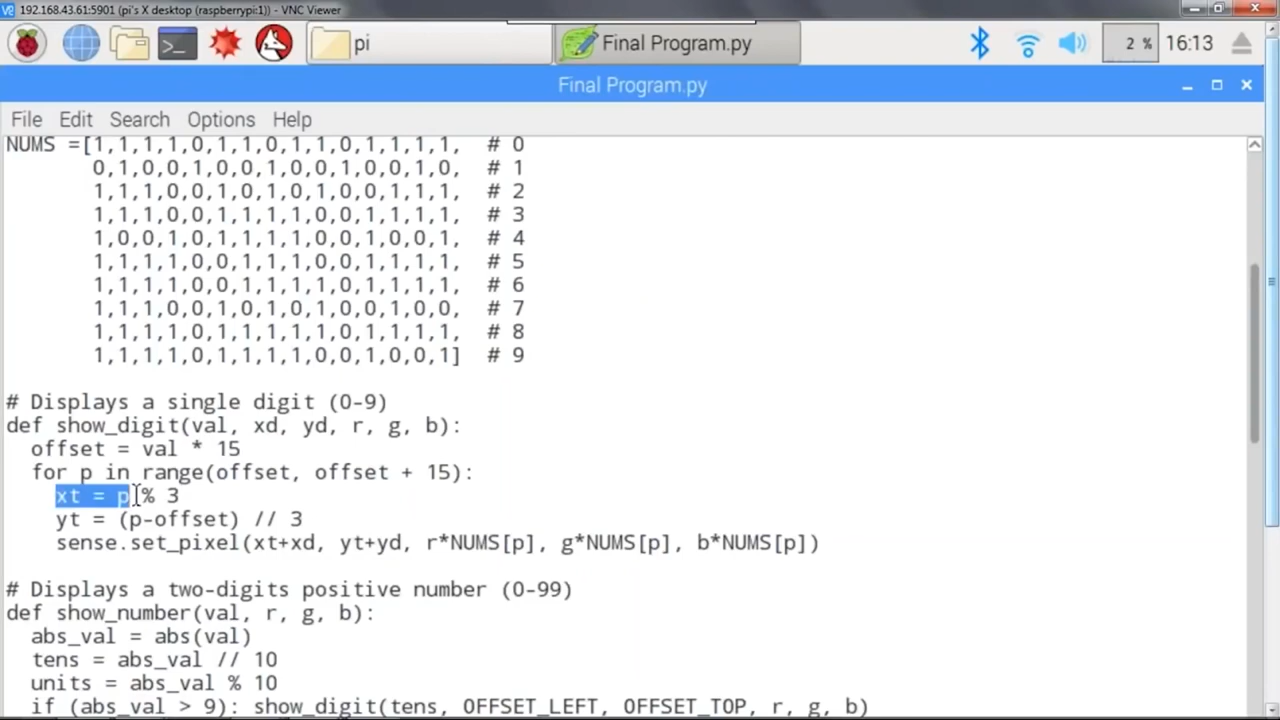 192.168.43.61:5901 (pi's X desktop (raspberrypi:1)) - VNC Viewer
pi Final Program.py 2 % 16:13
Final Program.py
File Edit Search Options Help
NUMS =[1,1,1,1,0,1,1,0,1,1,0,1,1,1,1, # 0
0,1,0,0,1,0,0,1,0,0,1,0,0,1,0, # 1
1,1,1,0,0,1,0,1,0,1,0,0,1,1,1, # 2
1,1,1,0,0,1,1,1,1,0,0,1,1,1,1, # 3
1,0,0,1,0,1,1,1,1,0,0,1,0,0,1, # 4
1,1,1,1,0,0,1,1,1,0,0,1,1,1,1, # 5
1,1,1,1,0,0,1,1,1,1,0,1,1,1,1, # 6
1,1,1,0,0,1,0,1,0,1,0,0,1,0,0, # 7
1,1,1,1,0,1,1,1,1,1,0,1,1,1,1, # 8
1,1,1,1,0,1,1,1,1,0,0,1,0,0,1] # 9
# Displays a single digit (0-9)
def show_digit(val, xd, yd, r, g, b):
offset = val * 15
for p in range(offset, offset + 15):
xt = p % 3
yt = (p-offset) // 3
sense.set_pixel(xt+xd, yt+yd, r*NUMS[p], g*NUMS[p], b*NUMS[p])
# Displays a two-digits positive number (0-99)
def show_number(val, r, g, b):
abs_val = abs(val)
tens = abs_val // 10
units = abs_val % 10
if (abs_val > 9): show_digit(tens, OFFSET_LEFT, OFFSET_TOP, r, g, b)